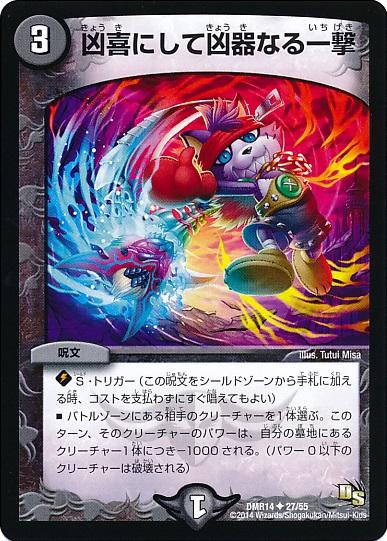 3
きょう き きょう き いち げき
凶喜にして凶器なる一撃
Illus. Tutui Misa
呪文
S・トリガー (この呪文をシールドゾーンから手札に加え
る時、コストを支払わずにすぐ唱えてもよい)
■ バトルゾーンにある相手のクリーチャーを1体選ぶ。この
ターン、そのクリーチャーのパワーは、自分の墓地にある
クリーチャー1体につき-1000 される。(パワー 0 以下の
クリーチャーは破壊される)
1
DS
DMR14 ◆ 27/55
©2014 Wizards/Shogakukan/Mitsui-Kids